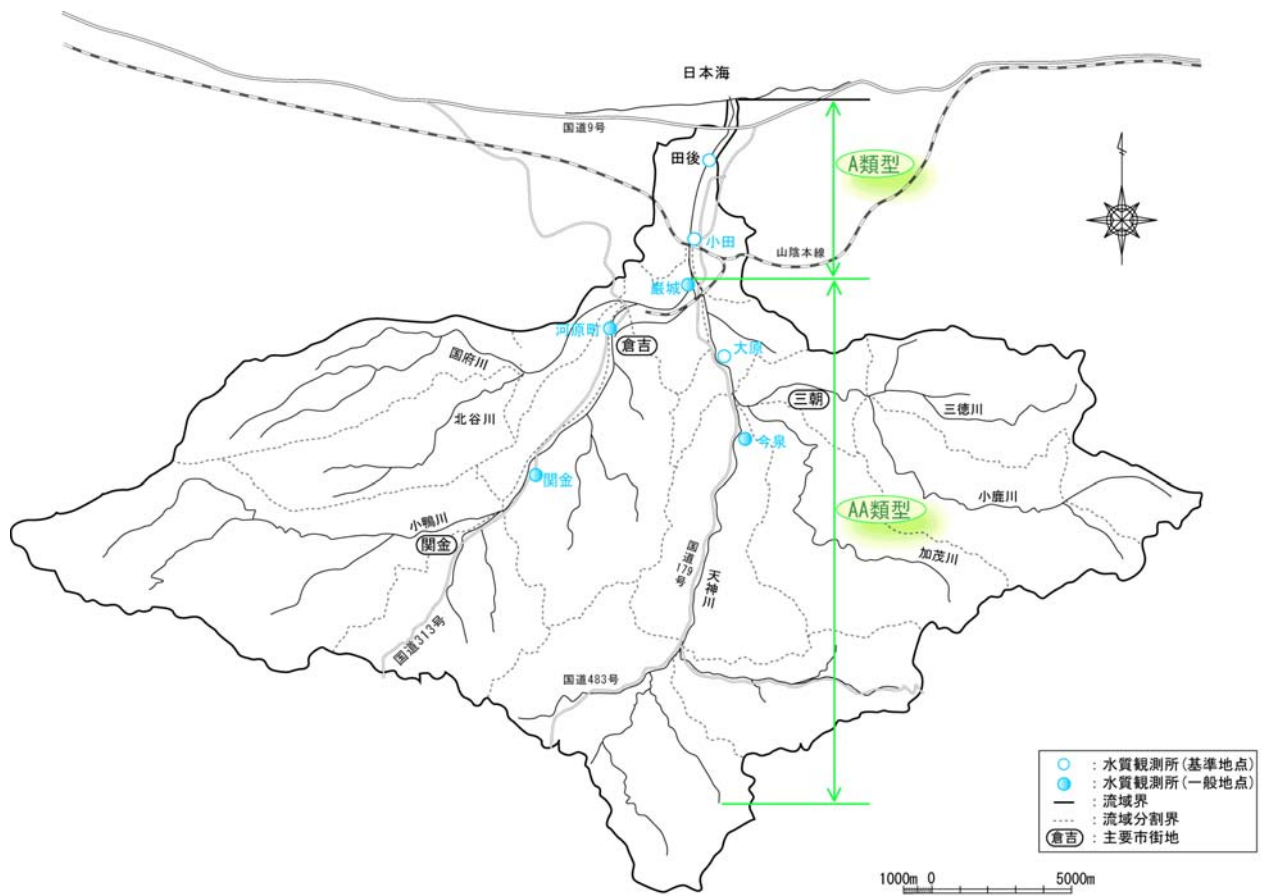 日本海
国道9号
田後
A類型
小田
山陰本線
巌城
河原町
倉吉
大原
国府川
三朝
三徳川
北谷川
今泉
関金
小鹿川
AA類型
小鴨川
関金
加茂川
国道179号
天神川
国道313号
国道483号
：水質観測所(基準地点)
：水質観測所(一般地点)
：流域界
：流域分割界
倉吉：主要市街地
1000m 0 5000m